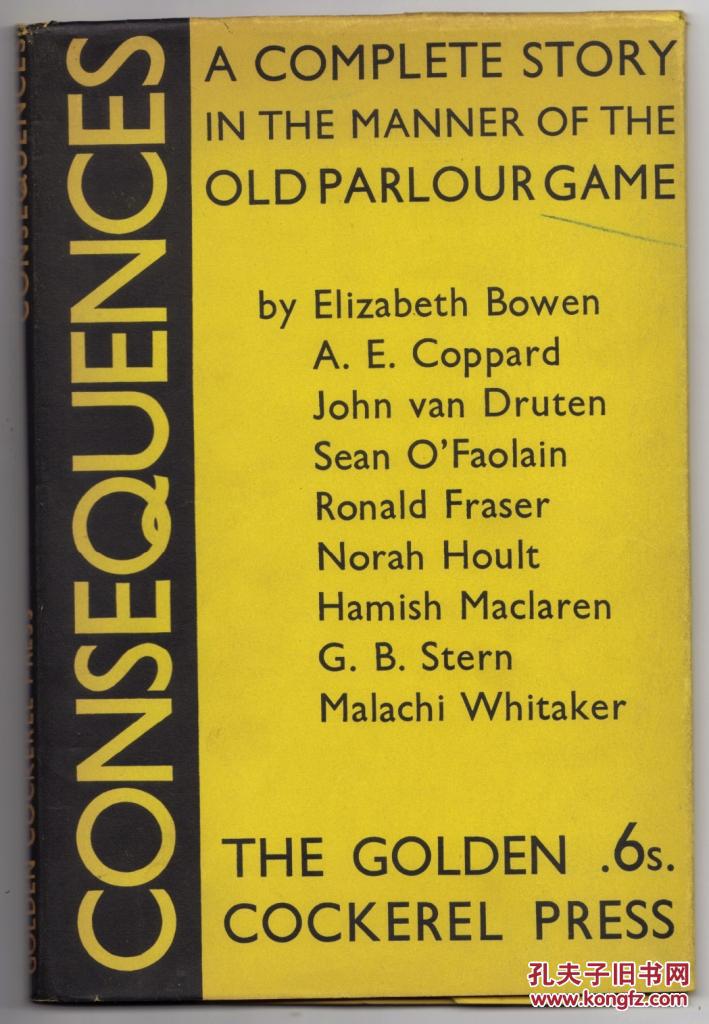 CONSEQUENCES
GOLDEN COCKEREL PRESS
CONSEQUENCES
A COMPLETE STORY
IN THE MANNER OF THE
OLD PARLOUR GAME
by Elizabeth Bowen
A. E. Coppard
John van Druten
Sean O'Faolain
Ronald Fraser
Norah Hoult
Hamish Maclaren
G. B. Stern
Malachi Whitaker
THE GOLDEN .6s.
COCKEREL PRESS
孔夫子旧书网
www.kongfz.com